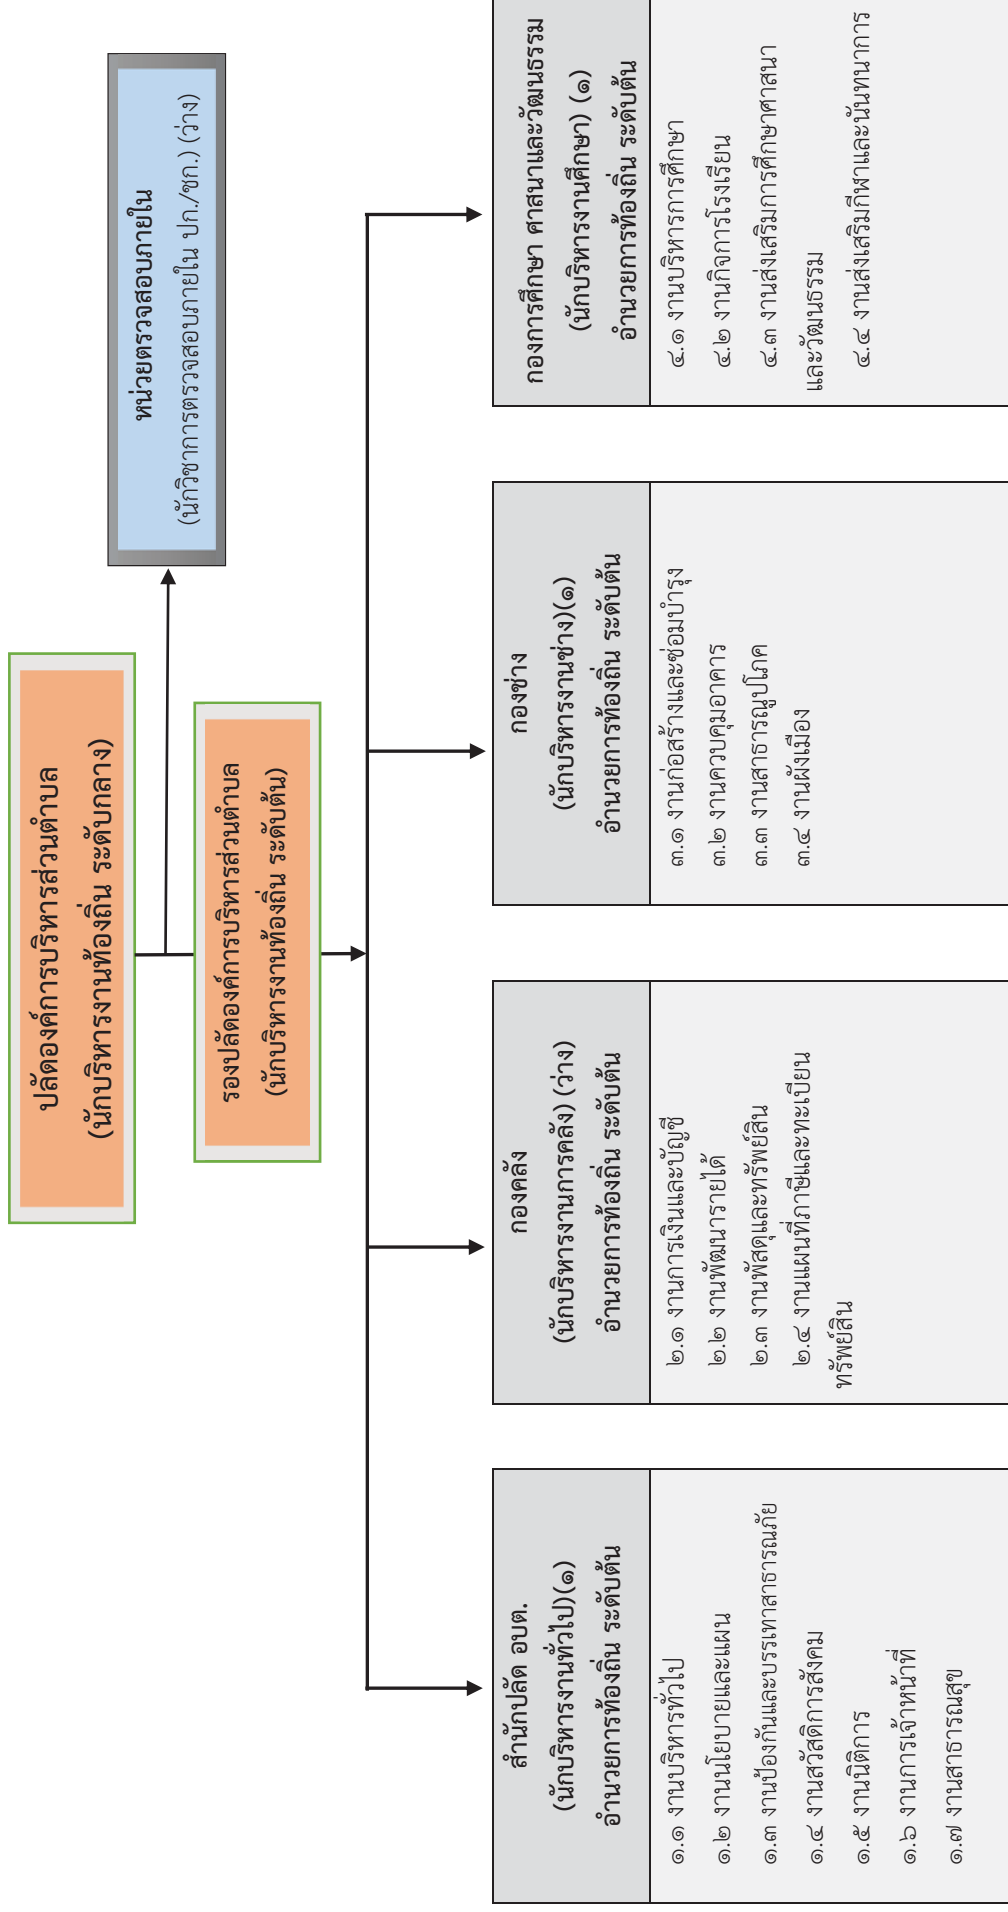 ปลัดองค์การบริหารส่วนตำบล
(นักบริหารงานท้องถิ่น ระดับกลาง)
หน่วยตรวจสอบภายใน
(นักวิชาการตรวจสอบภายใน ปก./ชก.) (ว่าง)
รองปลัดองค์การบริหารส่วนตำบล
(นักบริหารงานท้องถิ่น ระดับต้น)
สำนักปลัด อบต.
(นักบริหารงานทั่วไป)(๑)
อำนวยการท้องถิ่น ระดับต้น
๑.๑ งานบริหารทั่วไป
๑.๒ งานนโยบายและแผน
๑.๓ งานป้องกันและบรรเทาสาธารณภัย
๑.๔ งานสวัสดิการสังคม
๑.๕ งานนิติการ
๑.๖ งานการเจ้าหน้าที่
๑.๗ งานสาธารณสุข
กองคลัง
(นักบริหารงานการคลัง) (ว่าง)
อำนวยการท้องถิ่น ระดับต้น
๒.๑ งานการเงินและบัญชี
๒.๒ งานพัฒนารายได้
๒.๓ งานพัสดุและทรัพย์สิน
๒.๔ งานแผนที่ภาษีและทะเบียน
ทรัพย์สิน
กองช่าง
(นักบริหารงานช่าง)(๑)
อำนวยการท้องถิ่น ระดับต้น
๓.๑ งานก่อสร้างและซ่อมบำรุง
๓.๒ งานควบคุมอาคาร
๓.๓ งานสาธารณูปโภค
๓.๔ งานผังเมือง
กองการศึกษา ศาสนาและวัฒนธรรม
(นักบริหารงานศึกษา) (๑)
อำนวยการท้องถิ่น ระดับต้น
๔.๑ งานบริหารการศึกษา
๔.๒ งานกิจการโรงเรียน
๔.๓ งานส่งเสริมการศึกษาศาสนา
และวัฒนธรรม
๔.๔ งานส่งเสริมกีฬาและนันทนาการ